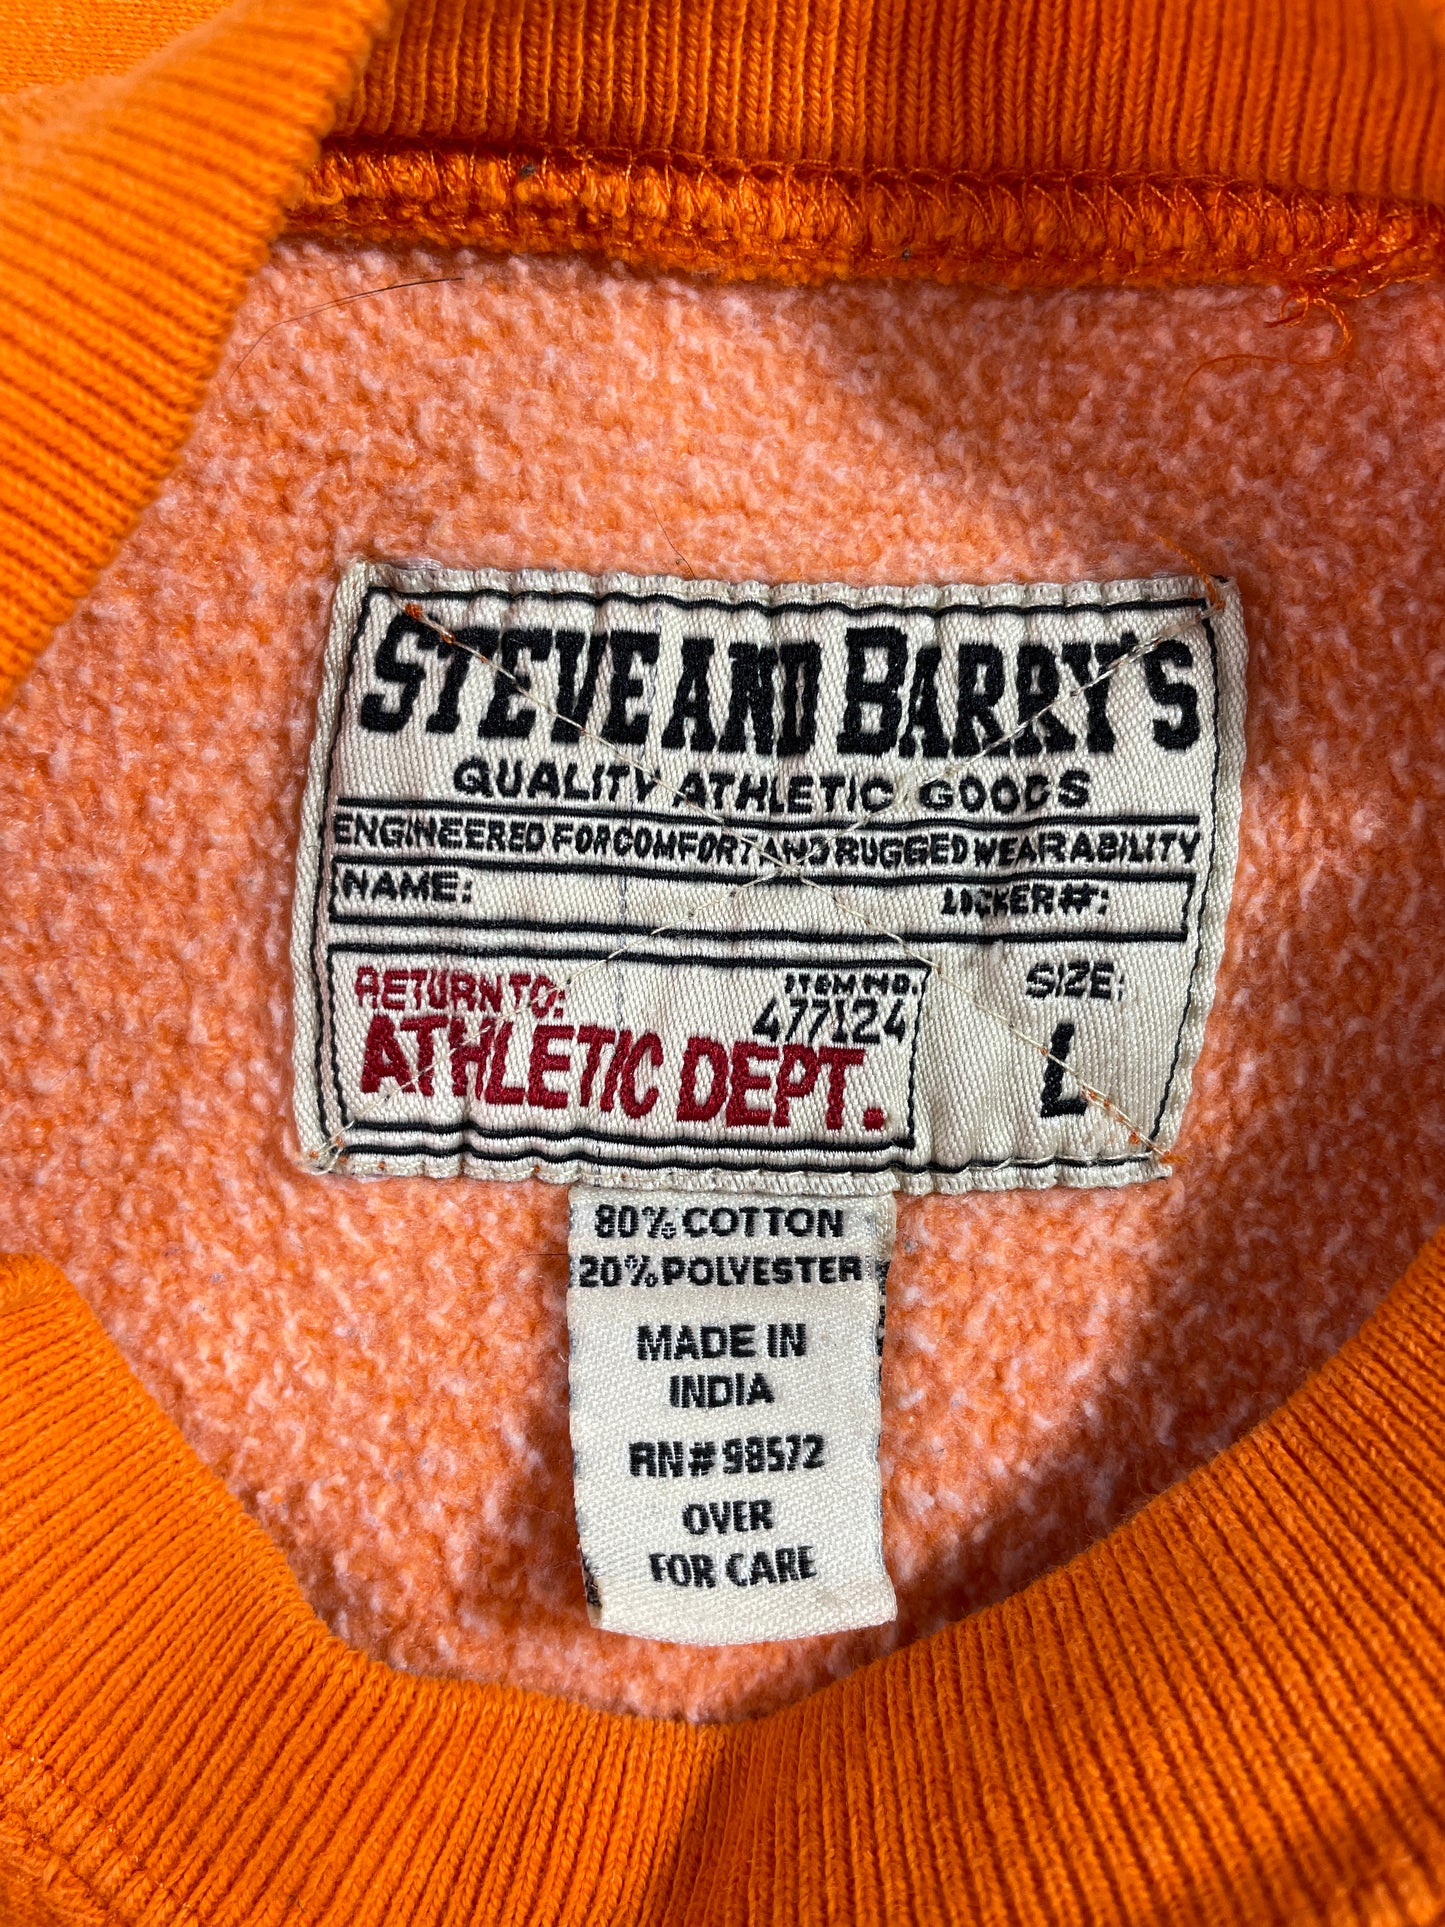 STEVE AND BARRY'S
QUALITY ATHLETIC GOODS
ENGINEERED FOR COMFORT AND RUGGED WEARABILITY
NAME: LOCKER#:
RETURN TO: ITEM NO. SIZE:
477124 L
ATHLETIC DEPT.
80% COTTON
20% POLYESTER
MADE IN
INDIA
RN# 98572
OVER
FOR CARE